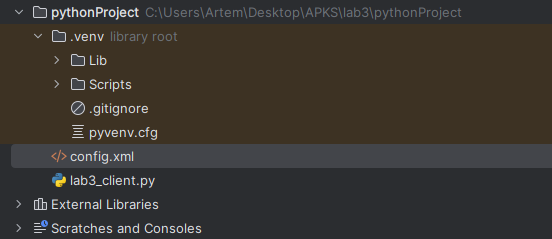 pythonProject C:\Users\Artem\Desktop\APKS\lab3\pythonProject
.venv library root
Lib
Scripts
.gitignore
pyvenv.cfg
config.xml
lab3_client.py
External Libraries
Scratches and Consoles